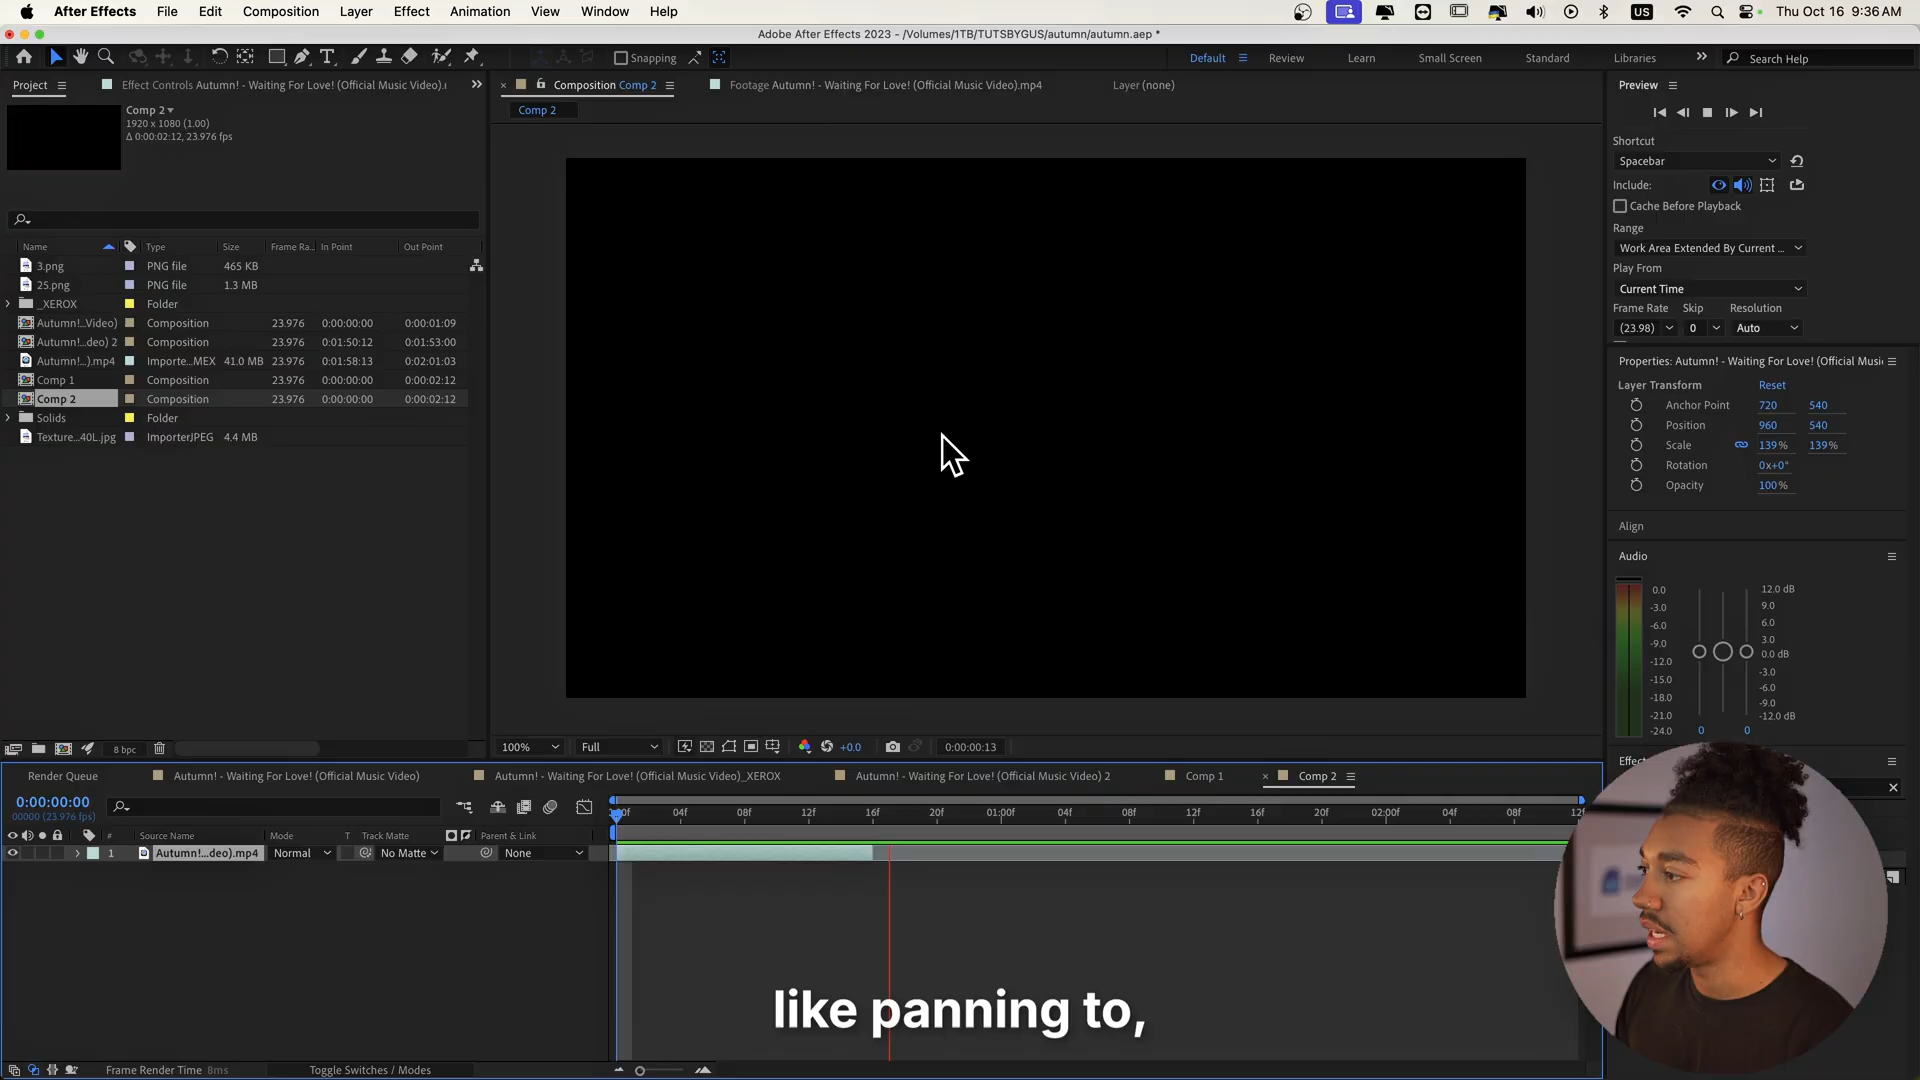 After Effects File Edit Composition Layer Effect Animation View Window Help US Thu Oct 16 9:36 AM
Adobe After Effects 2023 - /Volumes/1TB/TUTSBYGUS/autumn/autumn.aep *
Snapping Default Review Learn Small Screen Standard Libraries Search Help
Project Effect Controls Autumn! - Waiting For Love! (Official Music Video).
Composition Comp 2 Footage Autumn! - Waiting For Love! (Official Music Video).mp4 Layer (none)
Preview
Comp 2
1920 x 1080 (1.00)
Δ 0:00:02:12, 23.976 fps
Comp 2
Shortcut
Spacebar
Include:
Cache Before Playback
Range
Work Area Extended By Current ...
Play From
Current Time
Frame Rate Skip Resolution
(23.98) 0 Auto
Name Type Size Frame Ra... In Point Out Point
3.png PNG file 465 KB
25.png PNG file 1.3 MB
_XEROX Folder
Autumn!...Video) Composition 23.976 0:00:00:00 0:00:01:09
Autumn!...deo) 2 Composition 23.976 0:01:50:12 0:01:53:00
Autumn!...).mp4 Importe...MEX 41.0 MB 23.976 0:01:58:13 0:02:01:03
Comp 1 Composition 23.976 0:00:00:00 0:00:02:12
Comp 2 Composition 23.976 0:00:00:00 0:00:02:12
Solids Folder
Texture...40L.jpg ImporterJPEG 4.4 MB
Properties: Autumn! - Waiting For Love! (Official Musi
Layer Transform Reset
Anchor Point 720 540
Position 960 540
Scale 139% 139%
Rotation 0x+0°
Opacity 100%
Align
Audio
0.0
-3.0
-6.0
-9.0
-12.0
-15.0
-18.0
-21.0
-24.0
12.0 dB
9.0
6.0
3.0
0.0 dB
-3.0
-6.0
-9.0
-12.0 dB
0 0
8 bpc
100% Full +0.0 0:00:00:13
Render Queue Autumn! - Waiting For Love! (Official Music Video) Autumn! - Waiting For Love! (Official Music Video)_XEROX Autumn! - Waiting For Love! (Official Music Video) 2 Comp 1 Comp 2
0:00:00:00
00000 (23.976 fps)
04f 08f 12f 16f 20f 01:00f 04f 08f 12f 16f 20f 02:00f 04f 08f 12f
# Source Name Mode T Track Matte Parent & Link
1 Autumn!...deo).mp4 Normal No Matte None
like panning to,
Frame Render Time 8ms Toggle Switches / Modes